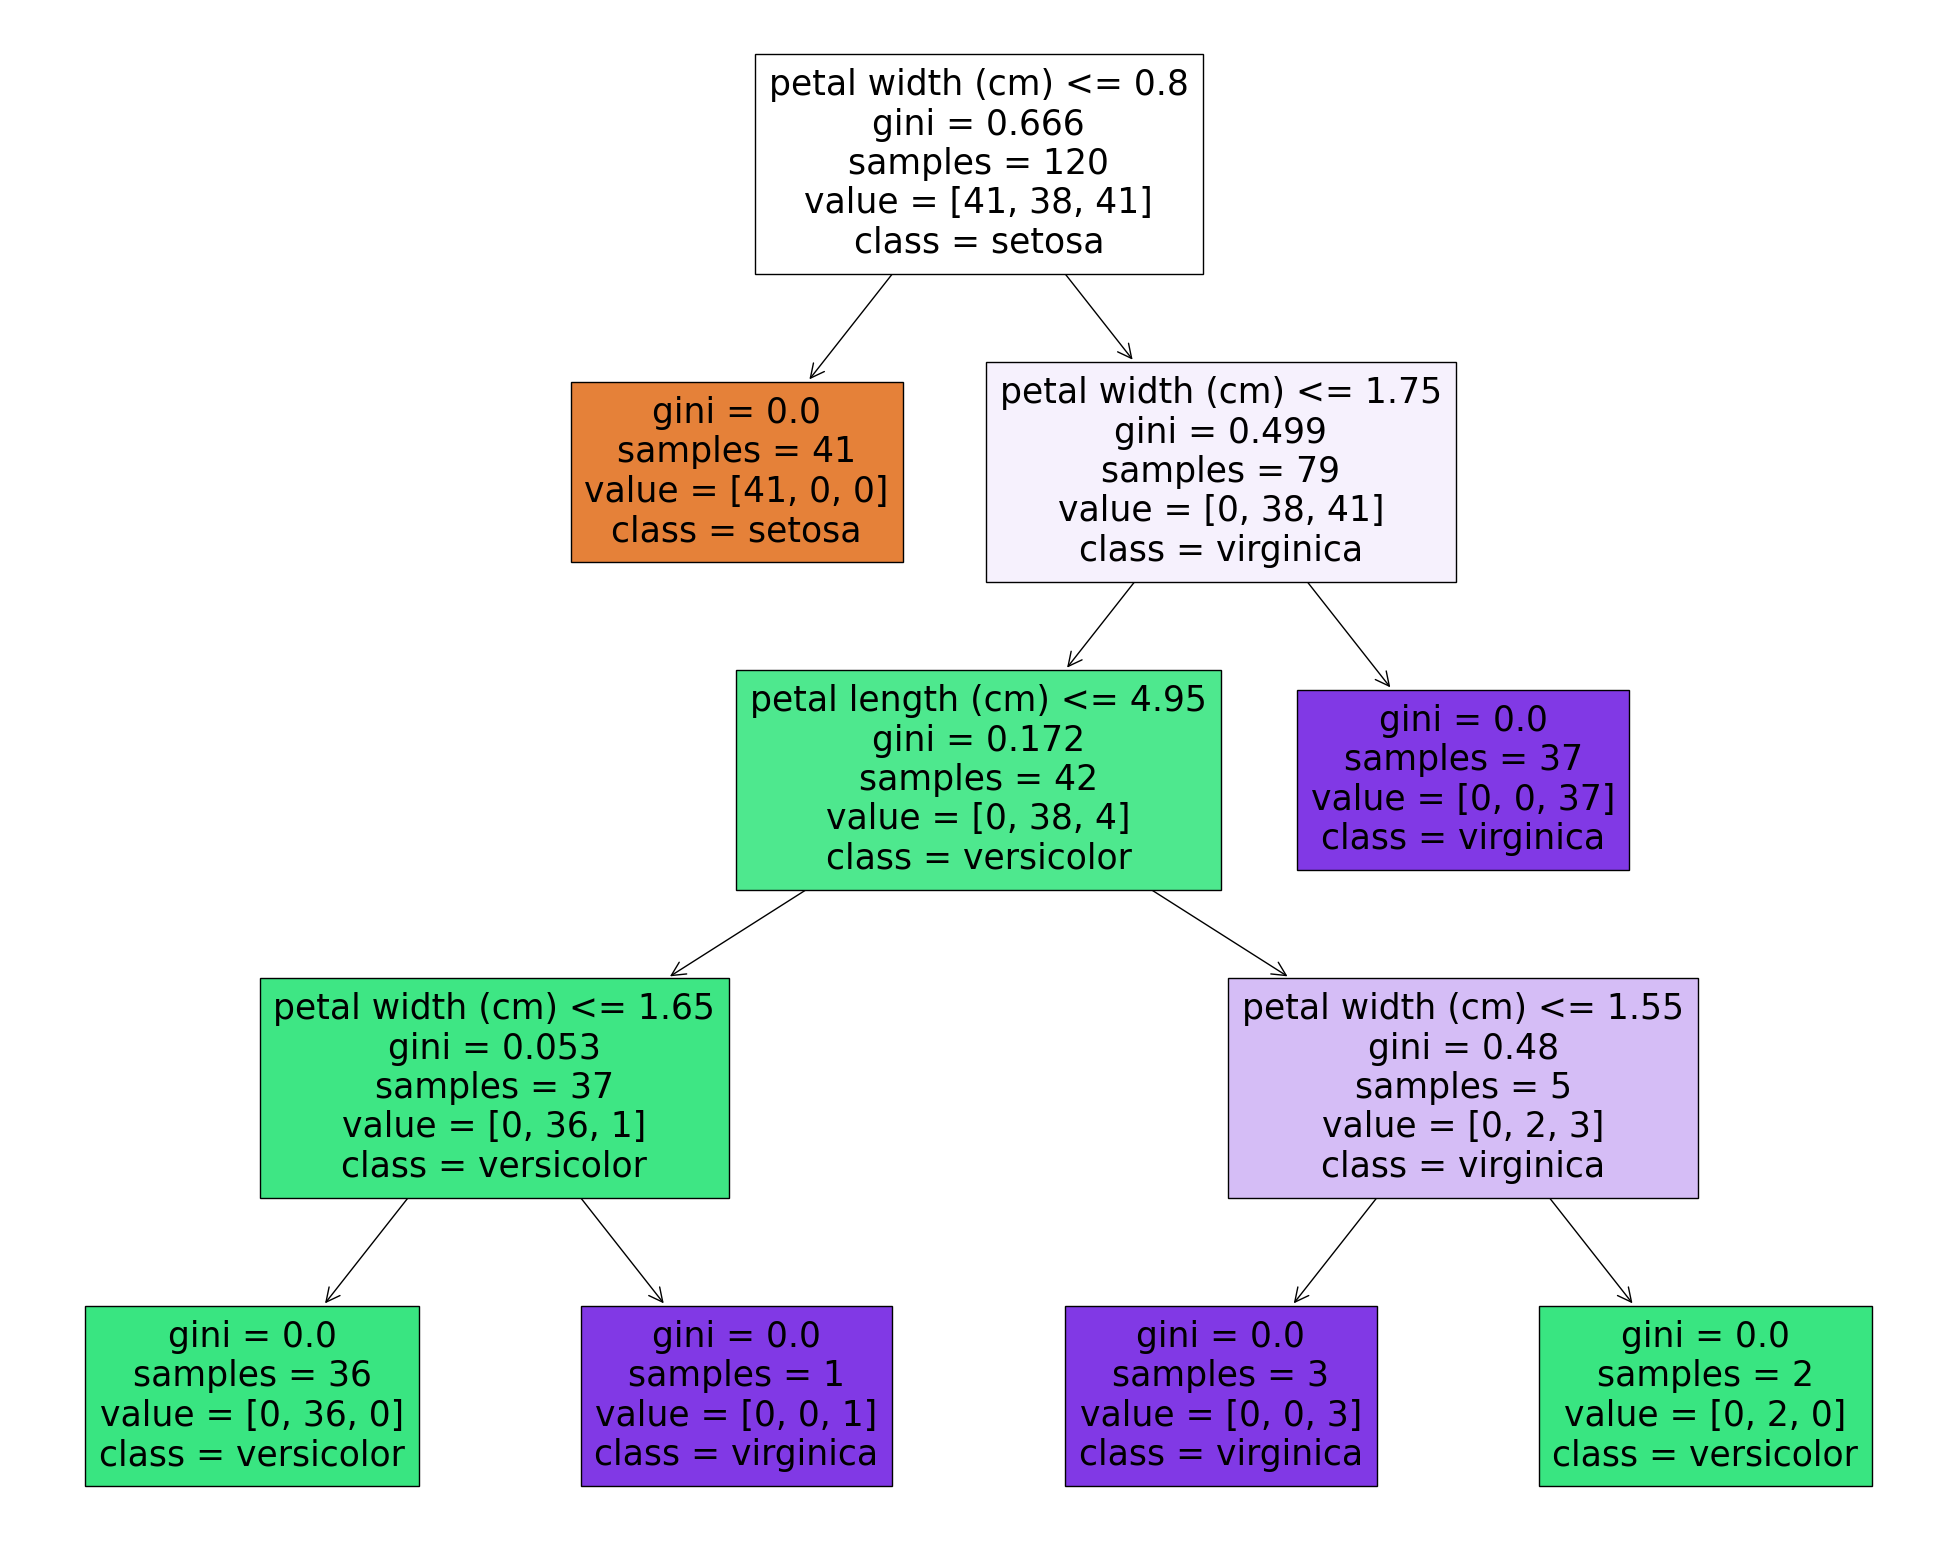 petal width (cm) <= 0.8
gini = 0.666
samples = 120
value = [41, 38, 41]
class = setosa
gini = 0.0
samples = 41
value = [41, 0, 0]
class = setosa
petal width (cm) <= 1.75
gini = 0.499
samples = 79
value = [0, 38, 41]
class = virginica
petal length (cm) <= 4.95
gini = 0.172
samples = 42
value = [0, 38, 4]
class = versicolor
gini = 0.0
samples = 37
value = [0, 0, 37]
class = virginica
petal width (cm) <= 1.65
gini = 0.053
samples = 37
value = [0, 36, 1]
class = versicolor
petal width (cm) <= 1.55
gini = 0.48
samples = 5
value = [0, 2, 3]
class = virginica
gini = 0.0
samples = 36
value = [0, 36, 0]
class = versicolor
gini = 0.0
samples = 1
value = [0, 0, 1]
class = virginica
gini = 0.0
samples = 3
value = [0, 0, 3]
class = virginica
gini = 0.0
samples = 2
value = [0, 2, 0]
class = versicolor